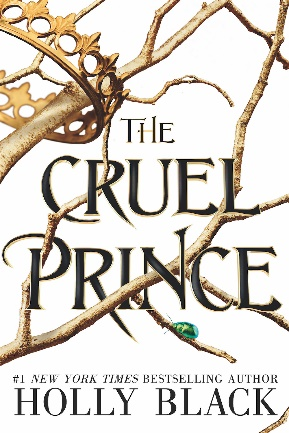 THE
CRUEL
PRINCE
#1 NEW YORK TIMES BESTSELLING AUTHOR
HOLLY BLACK